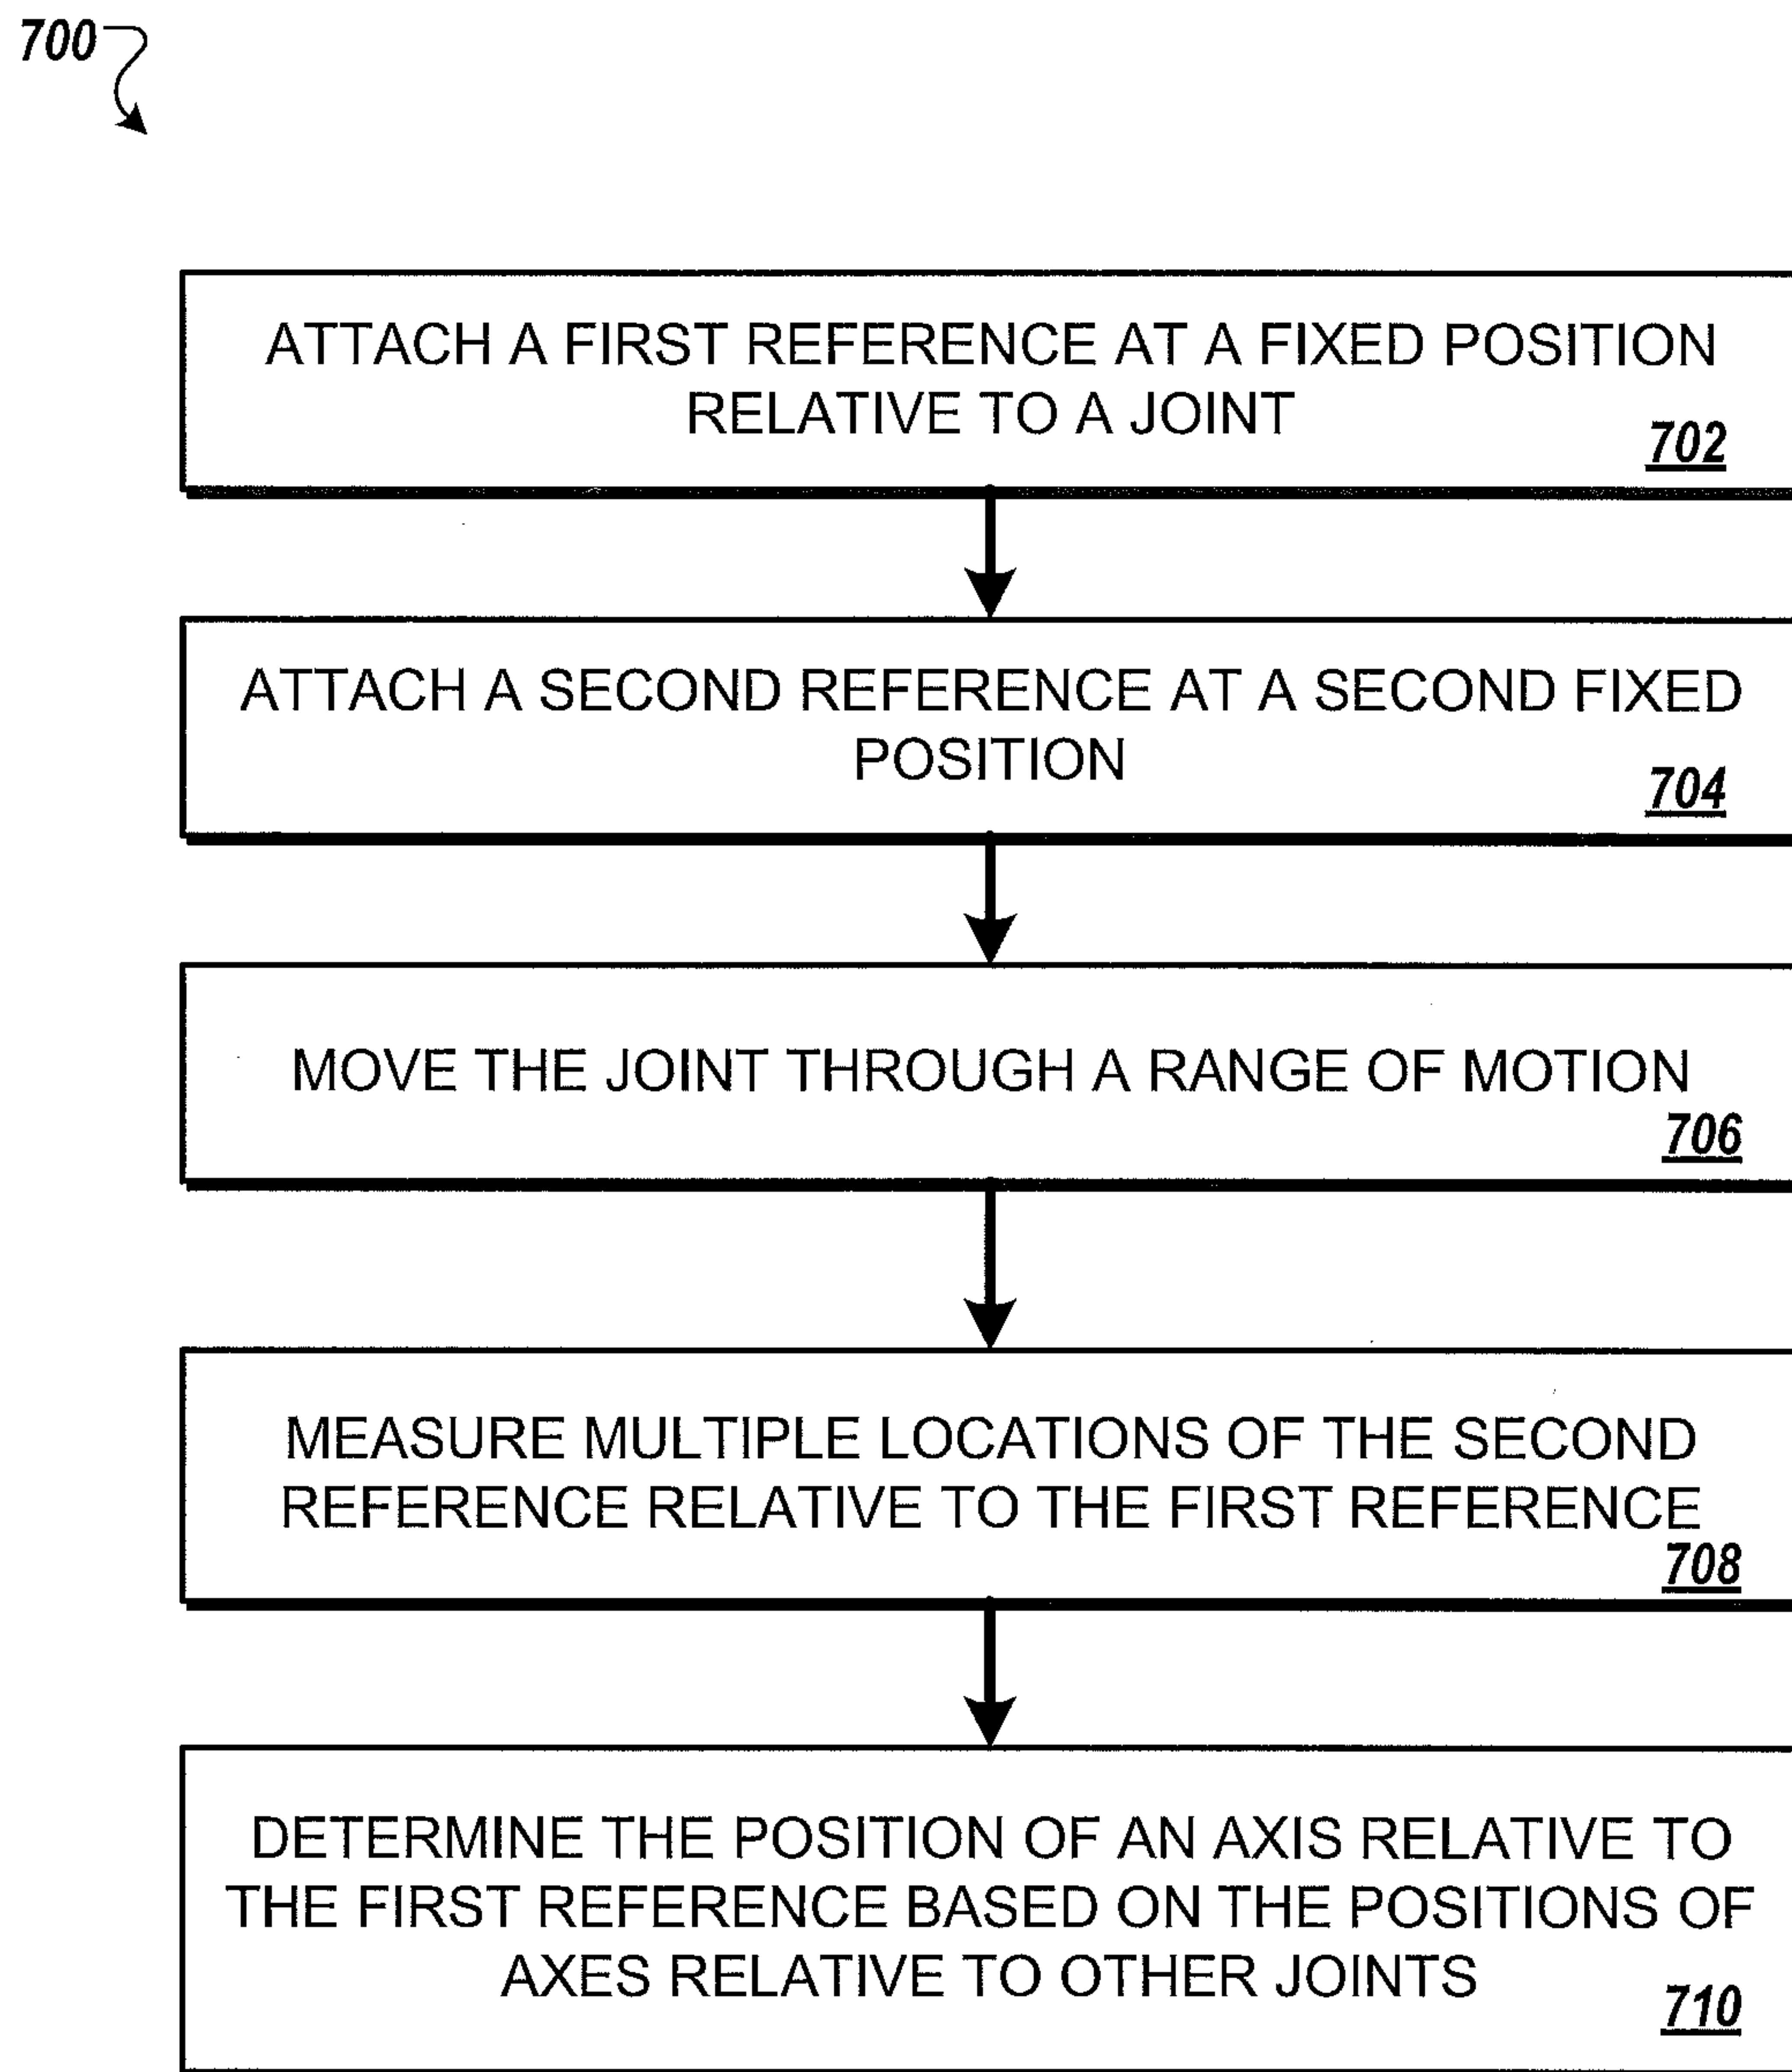 700
ATTACH A FIRST REFERENCE AT A FIXED POSITION
RELATIVE TO A JOINT
702
ATTACH A SECOND REFERENCE AT A SECOND FIXED
POSITION
704
MOVE THE JOINT THROUGH A RANGE OF MOTION
706
MEASURE MULTIPLE LOCATIONS OF THE SECOND
REFERENCE RELATIVE TO THE FIRST REFERENCE
708
DETERMINE THE POSITION OF AN AXIS RELATIVE TO
THE FIRST REFERENCE BASED ON THE POSITIONS OF
AXES RELATIVE TO OTHER JOINTS
710